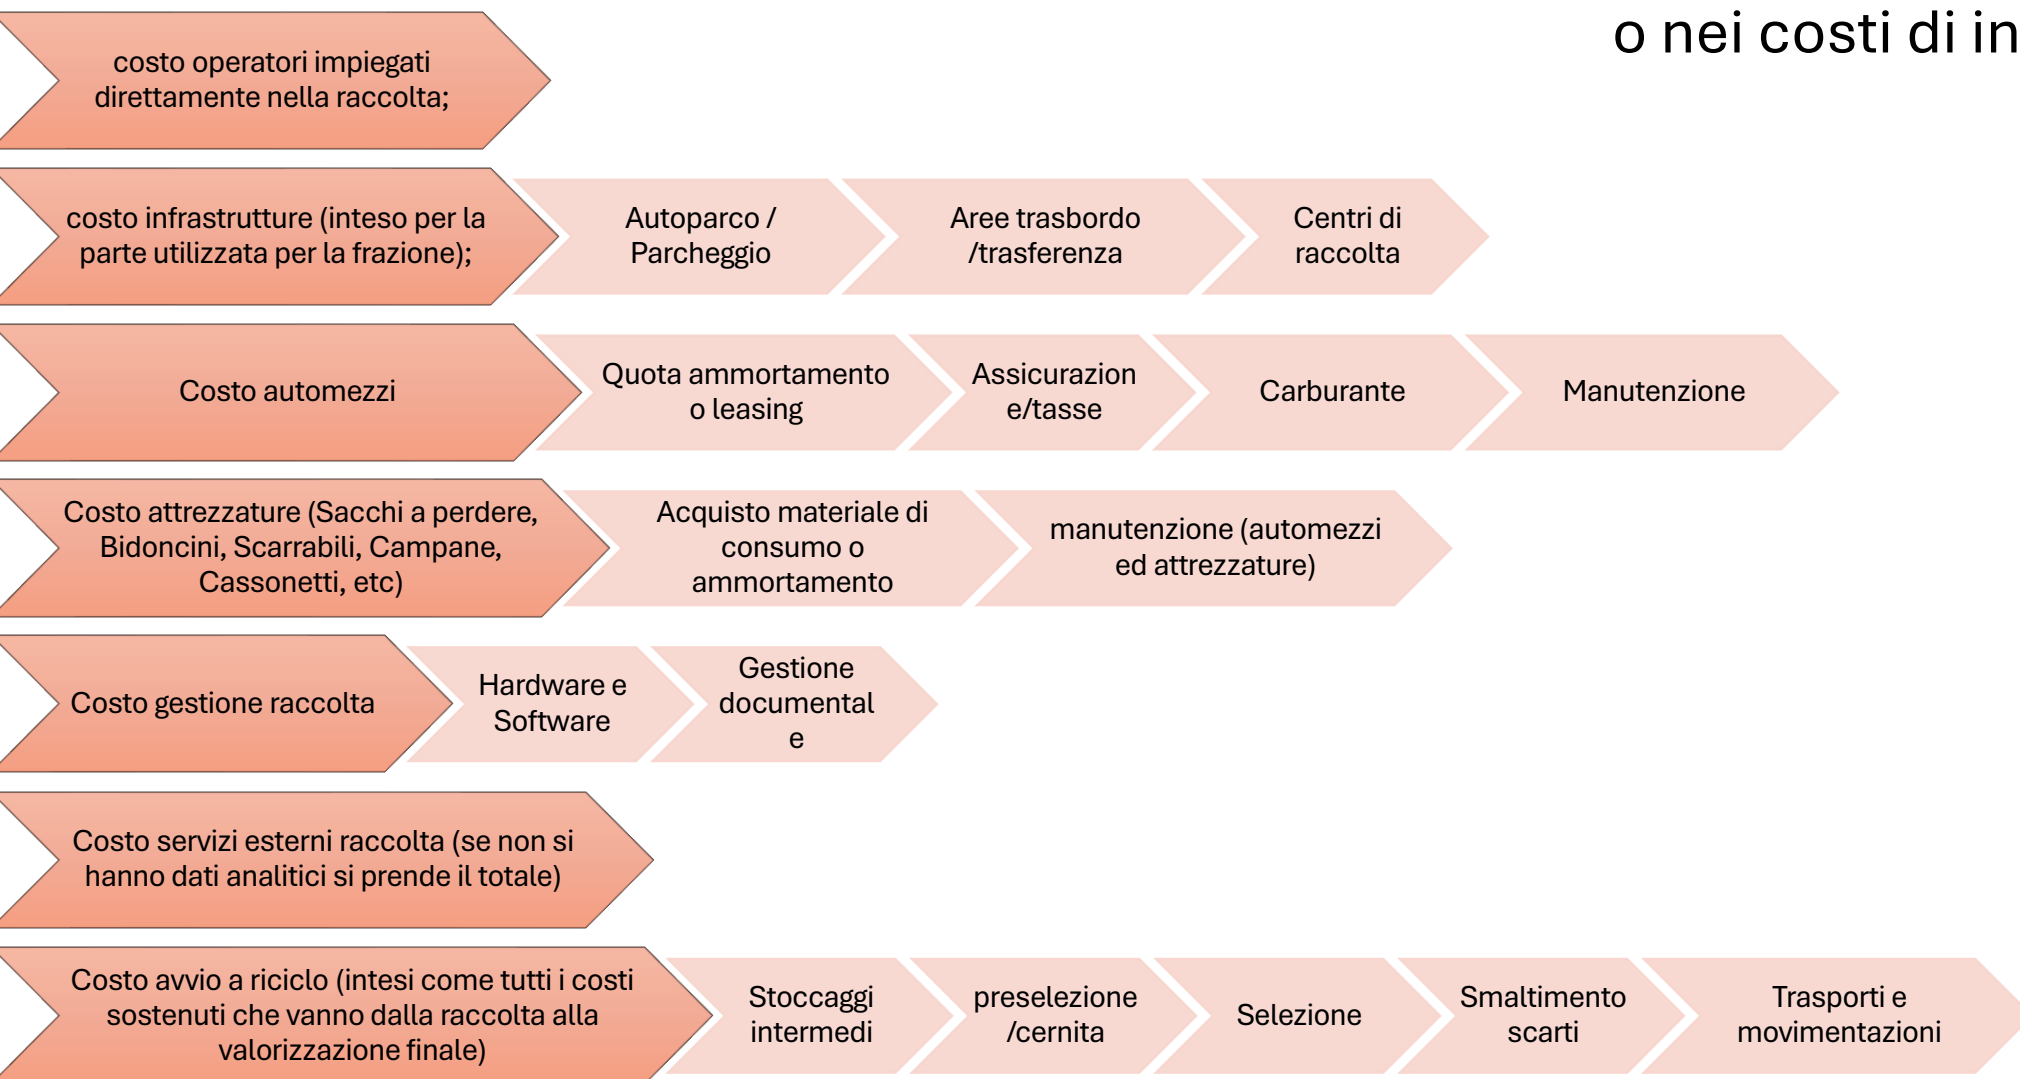 o nei costi di in
costo operatori impiegati
direttamente nella raccolta;
costo infrastrutture (inteso per la
parte utilizzata per la frazione);
Autoparco /
Parcheggio
Aree trasbordo
/trasferenza
Centri di
raccolta
Costo automezzi
Quota ammortamento
o leasing
Assicurazion
e/tasse
Carburante
Manutenzione
Costo attrezzature (Sacchi a perdere,
Bidoncini, Scarrabili, Campane,
Cassonetti, etc)
Acquisto materiale di
consumo o
ammortamento
manutenzione (automezzi
ed attrezzature)
Costo gestione raccolta
Hardware e
Software
Gestione
documental
e
Costo servizi esterni raccolta (se non si
hanno dati analitici si prende il totale)
Costo avvio a riciclo (intesi come tutti i costi
sostenuti che vanno dalla raccolta alla
valorizzazione finale)
Stoccaggi
intermedi
preselezione
/cernita
Selezione
Smaltimento
scarti
Trasporti e
movimentazioni